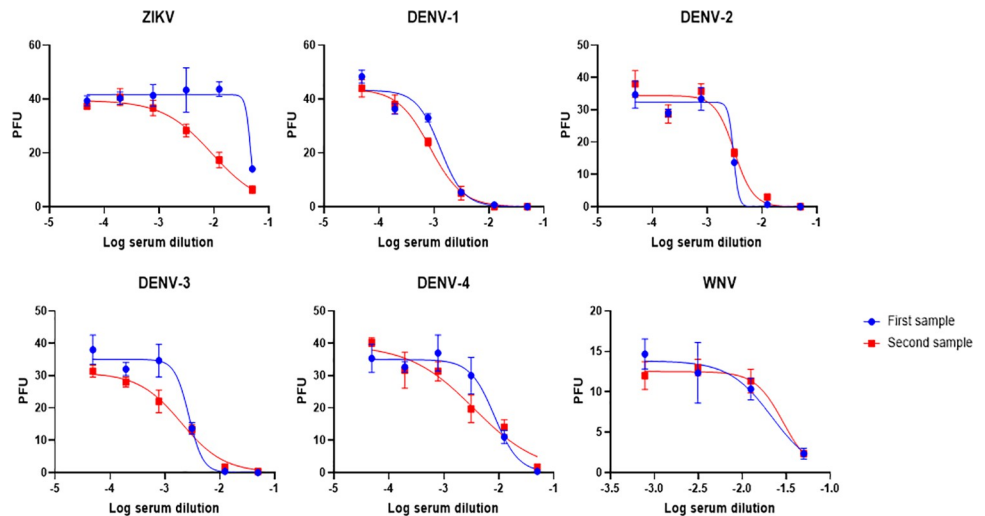 ZIKV
60
40
20
0
PFU
-5 -4 -3 -2 -1
Log serum dilution
DENV-1
60
40
20
0
PFU
-5 -4 -3 -2 -1
Log serum dilution
DENV-2
50
40
30
20
10
0
PFU
-5 -4 -3 -2 -1
Log serum dilution
DENV-3
50
40
30
20
10
0
PFU
-5 -4 -3 -2 -1
Log serum dilution
DENV-4
50
40
30
20
10
0
PFU
-5 -4 -3 -2 -1
Log serum dilution
WNV
20
15
10
5
0
PFU
-3.5 -3.0 -2.5 -2.0 -1.5 -1.0
Log serum dilution
First sample
Second sample